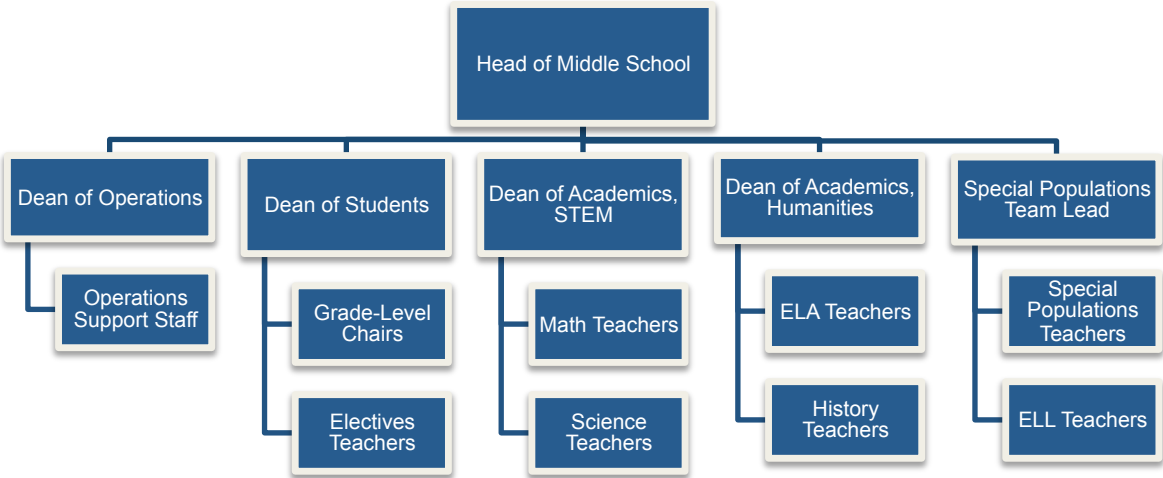 Head of Middle School
Dean of Operations
Operations
Support Staff
Dean of Students
Grade-Level
Chairs
Electives
Teachers
Dean of Academics,
STEM
Math Teachers
Science
Teachers
Dean of Academics,
Humanities
ELA Teachers
History
Teachers
Special Populations
Team Lead
Special
Populations
Teachers
ELL Teachers